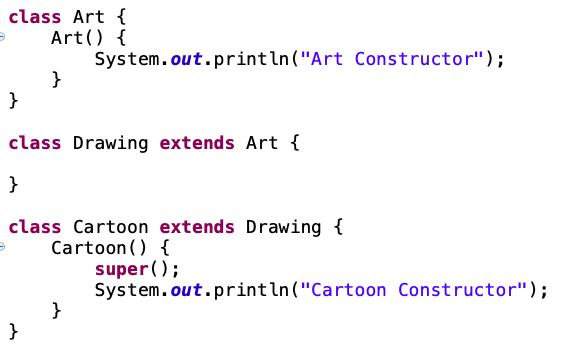 class Art {
    Art() {
        System.out.println("Art Constructor");
    }
}

class Drawing extends Art {

}

class Cartoon extends Drawing {
    Cartoon() {
        super();
        System.out.println("Cartoon Constructor");
    }
}